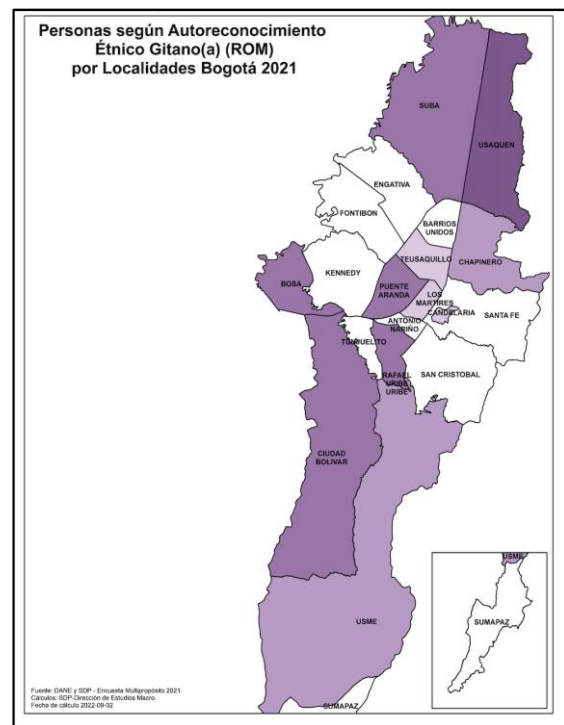 Personas según Autoreconocimiento
Étnico Gitano(a) (ROM)
por Localidades Bogotá 2021
SUBA
USAQUEN
ENGATIVA
FONTIBON
BARRIOS
UNIDOS
TEUSAQUILLO
CHAPINERO
KENNEDY
BOSA
PUENTE
ARANDA
LOS
MARTIRES
CANDELARIA
SANTA FE
ANTONIO
NARIÑO
TUNJUELITO
RAFAEL
URIBE
URIBE
SAN CRISTOBAL
CIUDAD
BOLIVAR
USME
SUMAPAZ
USME
SUMAPAZ
Fuente: DANE y SDP - Encuesta Multipropósito 2021.
Cálculos: SDP-Dirección de Estudios Macro.
Fecha de cálculo 2022-09-02